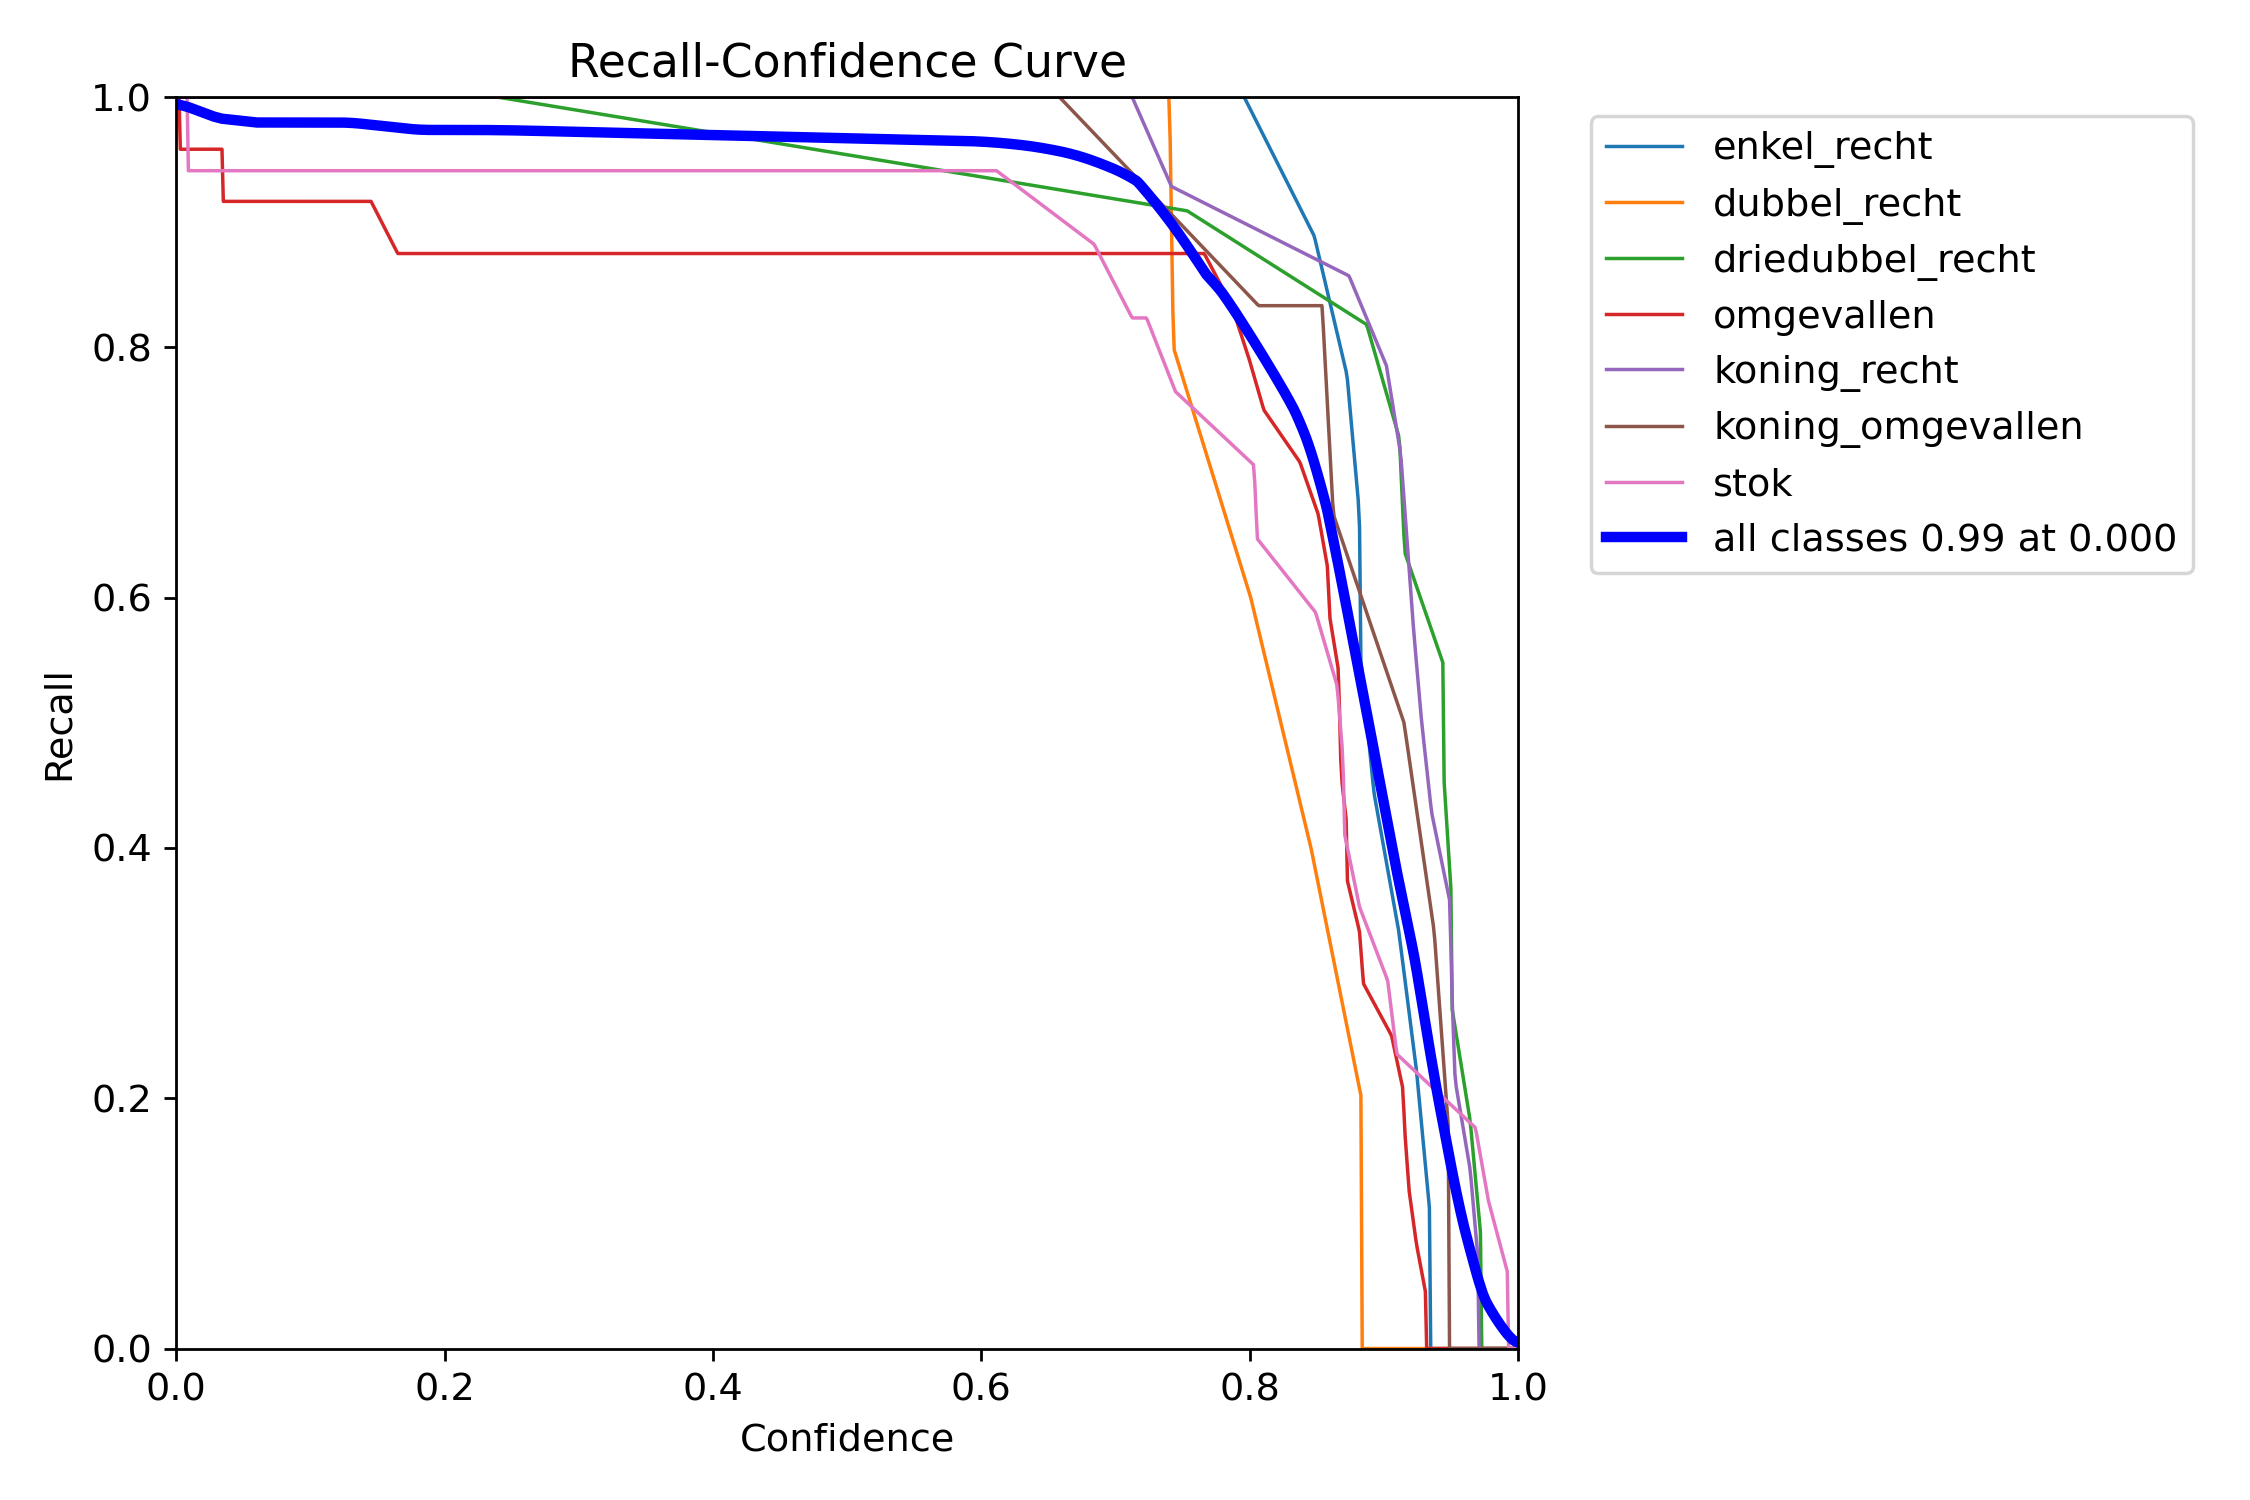 Recall-Confidence Curve
1.0
0.8
0.6
0.4
0.2
0.0
Recall
0.0 0.2 0.4 0.6 0.8 1.0
Confidence
enkel_recht
dubbel_recht
driedubbel_recht
omgevallen
koning_recht
koning_omgevallen
stok
all classes 0.99 at 0.000